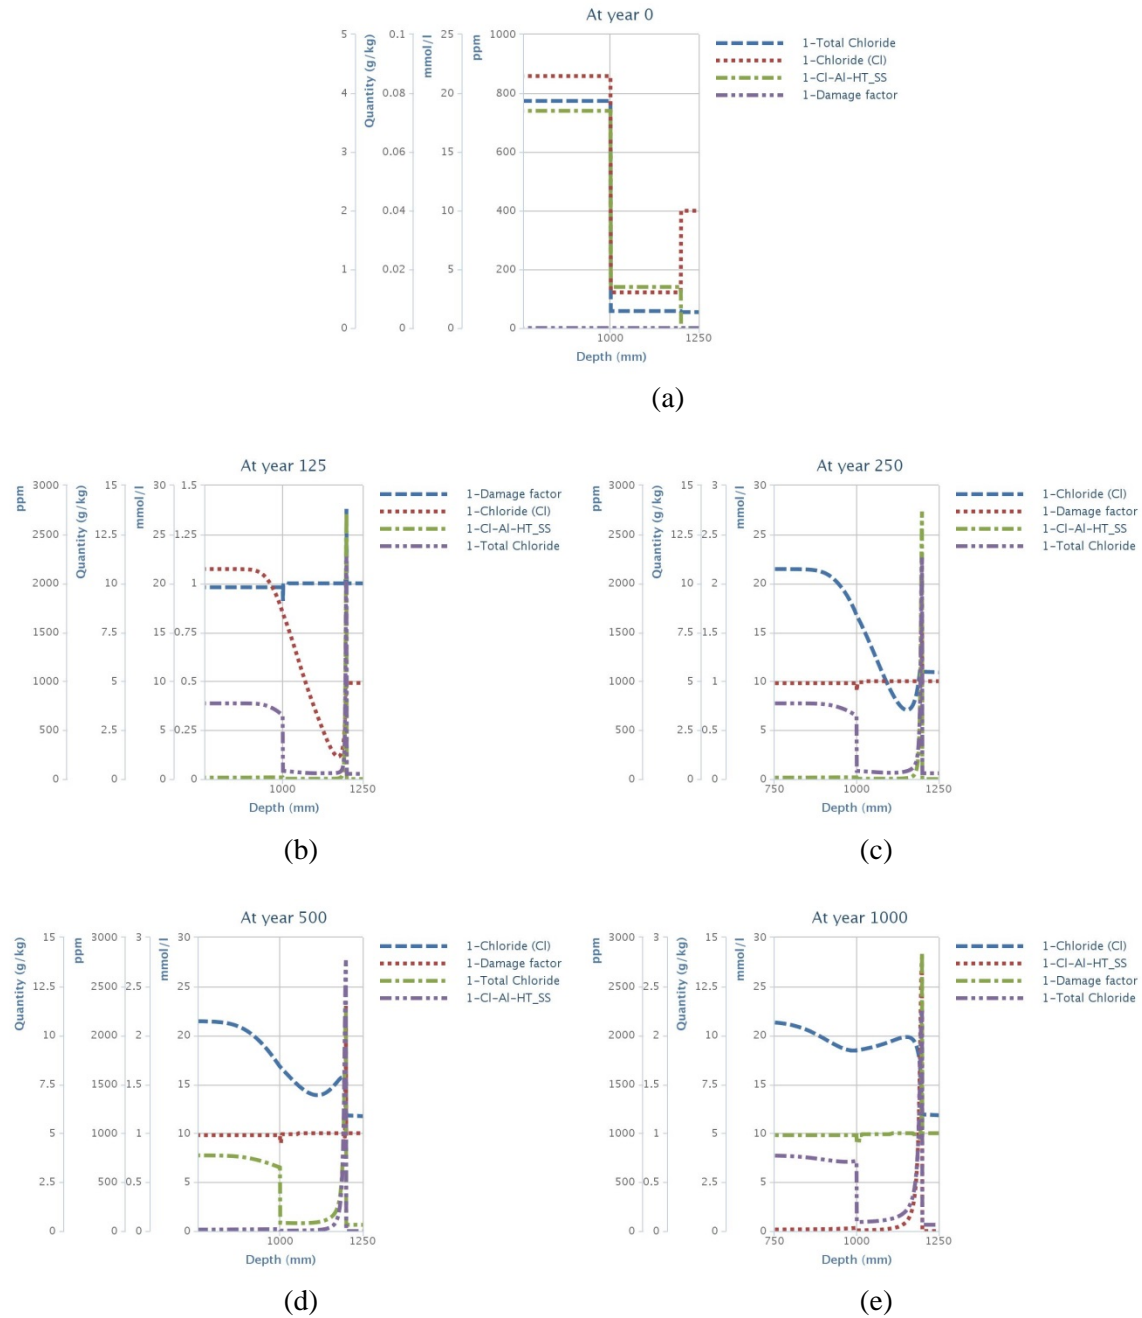 At year 0
Quantity (g/kg)
mmol/l
ppm
5 0.1 25 1000
4 0.08 20 800
3 0.06 15 600
2 0.04 10 400
1 0.02 5 200
0 0 0 0
1000 1250
Depth (mm)
1-Total Chloride
1-Chloride (Cl)
1-Cl-Al-HT_SS
1-Damage factor
(a)
At year 125
ppm
Quantity (g/kg)
mmol/l
3000 15 30 1.5
2500 12.5 25 1.25
2000 10 20 1
1500 7.5 15 0.75
1000 5 10 0.5
500 2.5 5 0.25
0 0 0 0
1000 1250
Depth (mm)
1-Damage factor
1-Chloride (Cl)
1-Cl-Al-HT_SS
1-Total Chloride
(b)
At year 250
ppm
Quantity (g/kg)
mmol/l
3000 15 3 30
2500 12.5 2.5 25
2000 10 2 20
1500 7.5 1.5 15
1000 5 1 10
500 2.5 0.5 5
0 0 0 0
750 1000 1250
Depth (mm)
1-Chloride (Cl)
1-Damage factor
1-Cl-Al-HT_SS
1-Total Chloride
(c)
At year 500
Quantity (g/kg)
ppm
mmol/l
15 3000 3 30
12.5 2500 2.5 25
10 2000 2 20
7.5 1500 1.5 15
5 1000 1 10
2.5 500 0.5 5
0 0 0 0
1000 1250
Depth (mm)
1-Chloride (Cl)
1-Damage factor
1-Total Chloride
1-Cl-Al-HT_SS
(d)
At year 1000
ppm
Quantity (g/kg)
mmol/l
30 3000 3 15
25 2500 2.5 12.5
20 2000 2 10
15 1500 1.5 7.5
10 1000 1 5
5 500 0.5 2.5
0 0 0 0
750 1000 1250
Depth (mm)
1-Chloride (Cl)
1-Cl-Al-HT_SS
1-Damage factor
1-Total Chloride
(e)